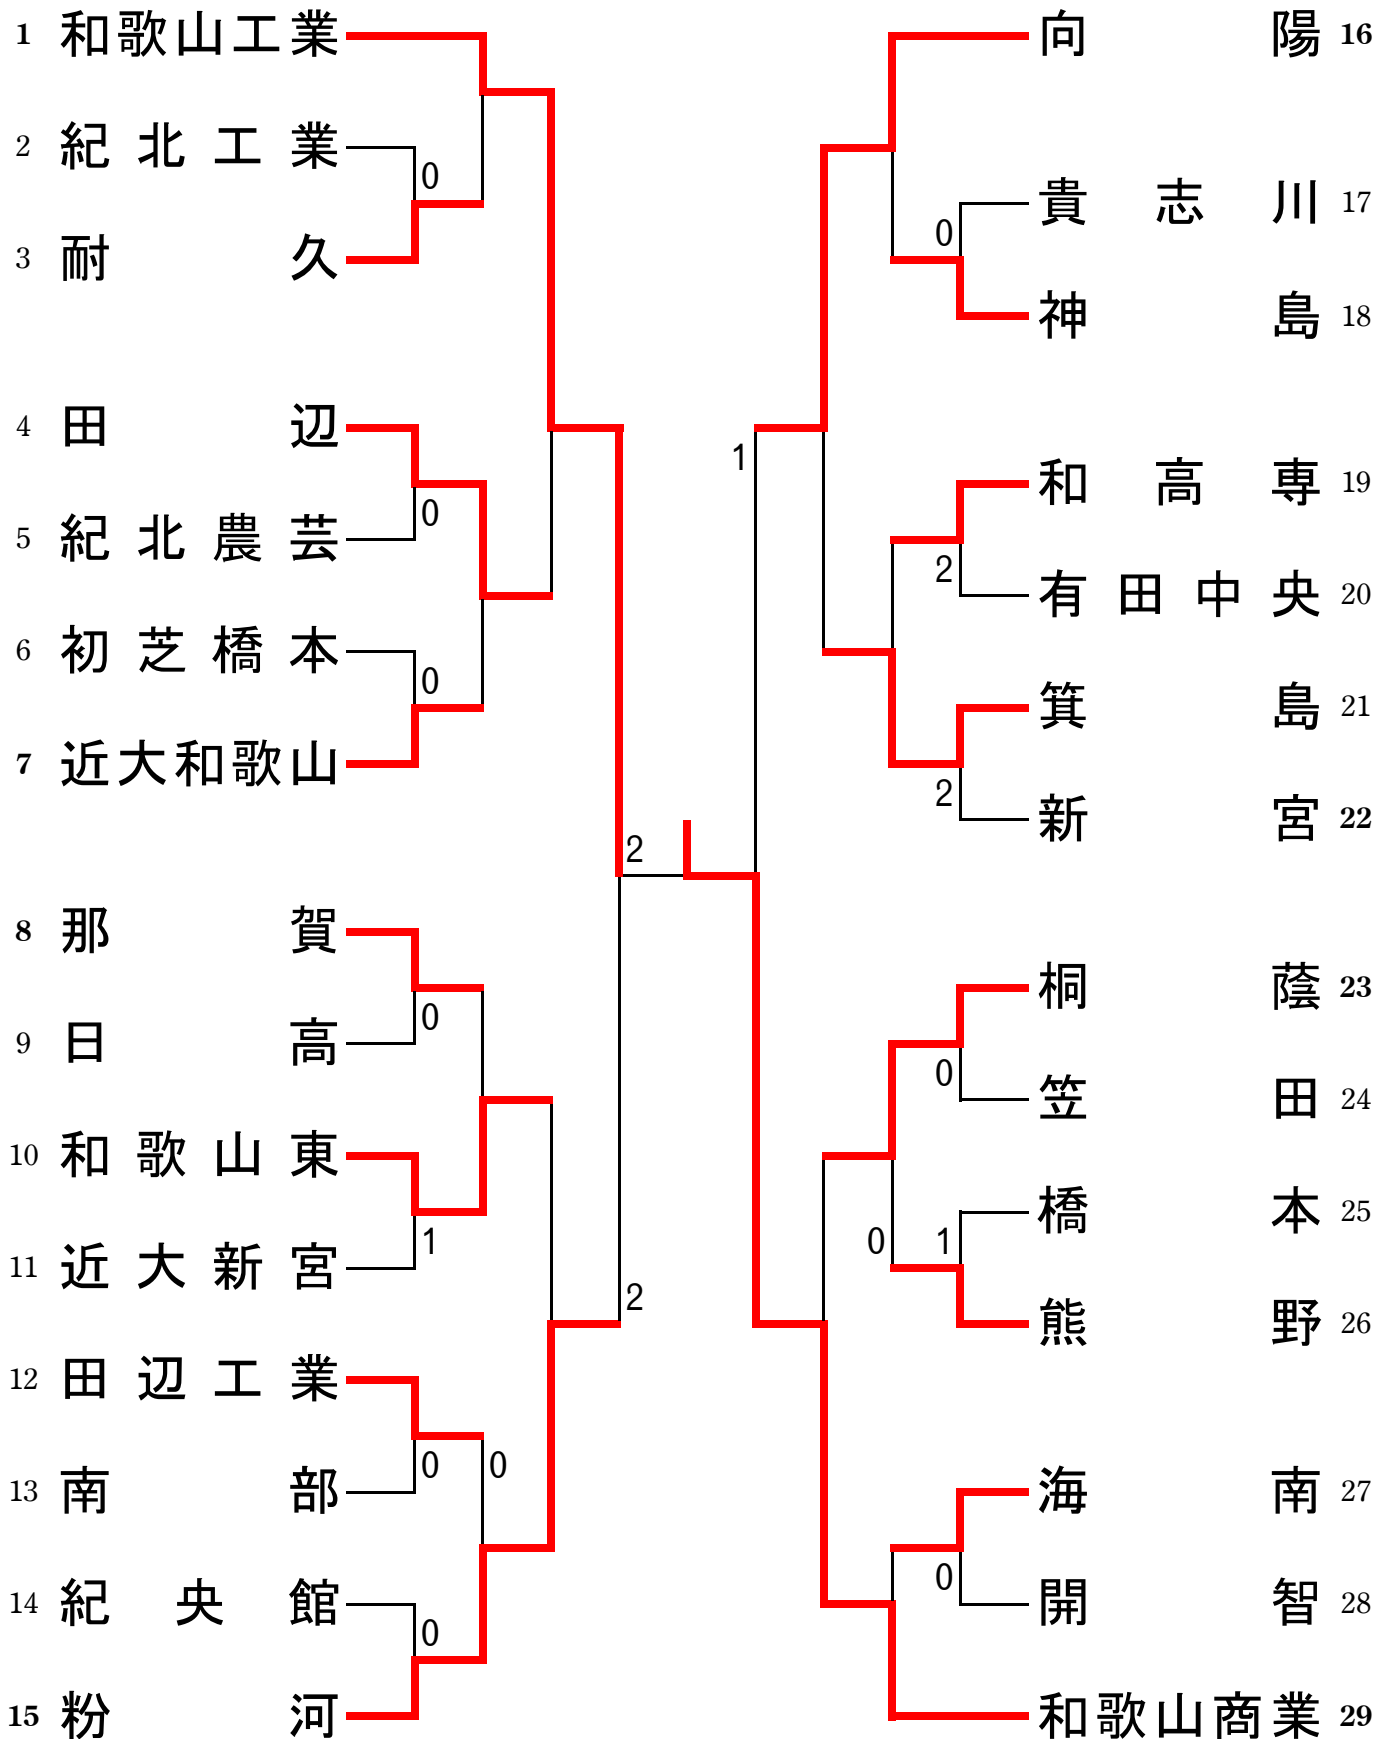 1 和歌山工業
2 紀北工業
0
3 耐久
4 田辺
0
5 紀北農芸
6 初芝橋本
0
7 近大和歌山
8 那賀
0
9 日高
10 和歌山東
1
11 近大新宮
12 田辺工業
0 0
13 南部
14 紀央館
0
15 粉河
2
2
1
向陽 16
貴志川 17
0
神島 18
和高専 19
2
有田中央 20
箕島 21
2
新宮 22
桐蔭 23
0
笠田 24
橋本 25
0 1
熊野 26
海南 27
0
開智 28
和歌山商業 29